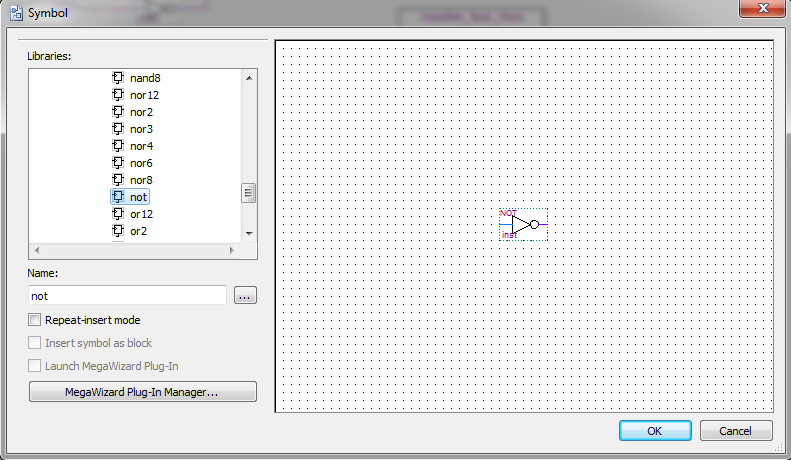 Symbol
Libraries:
nand8
nor12
nor2
nor3
nor4
nor6
nor8
not
or12
or2
Name:
not
...
Repeat-insert mode
Insert symbol as block
Launch MegaWizard Plug-In
MegaWizard Plug-In Manager...
NOT
inst
OK
Cancel